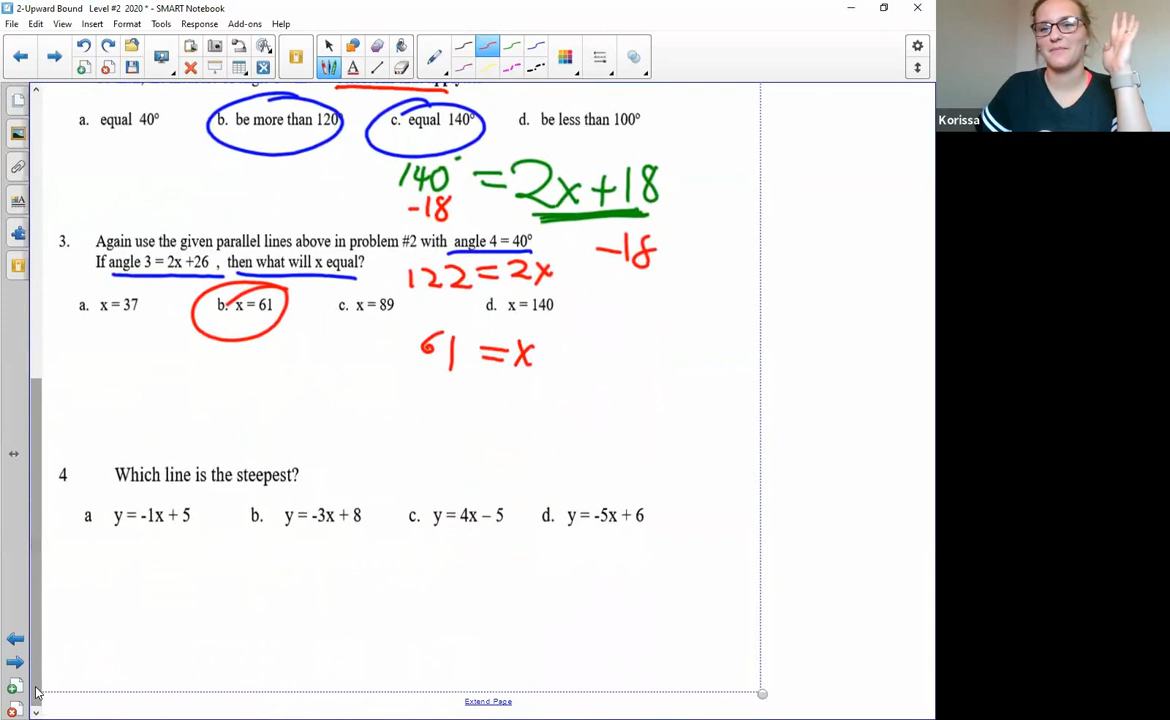 2-Upward Bound Level #2 2020 * - SMART Notebook
File Edit View Insert Format Tools Response Add-ons Help
Korissa
a. equal 40° b. be more than 120 c. equal 140° d. be less than 100°
140° = 2x + 18
-18 -18
3. Again use the given parallel lines above in problem #2 with angle 4 = 40°
If angle 3 = 2x +26 , then what will x equal?
122 = 2x
a. x = 37 b. x = 61 c. x = 89 d. x = 140
61 = x
4 Which line is the steepest?
a y = -1x + 5 b. y = -3x + 8 c. y = 4x – 5 d. y = -5x + 6
Extend Page